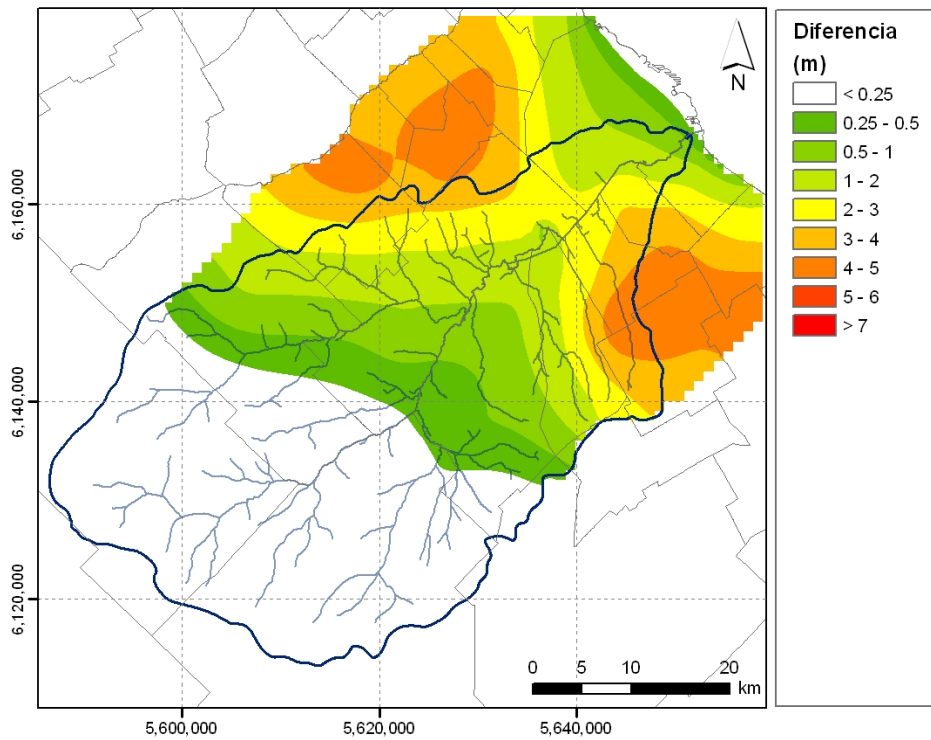 Diferencia
(m)
< 0.25
0.25 - 0.5
0.5 - 1
1 - 2
2 - 3
3 - 4
4 - 5
5 - 6
> 7
N
6,160,000
6,140,000
6,120,000
0 5 10 20
km
5,600,000 5,620,000 5,640,000